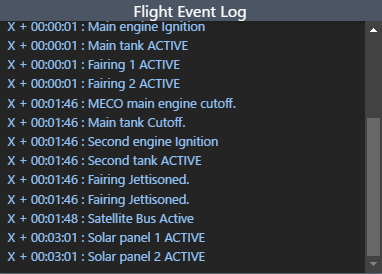 Flight Event Log
X + 00:00:01 : Main engine Ignition
X + 00:00:01 : Main tank ACTIVE
X + 00:00:01 : Fairing 1 ACTIVE
X + 00:00:01 : Fairing 2 ACTIVE
X + 00:01:46 : MECO main engine cutoff.
X + 00:01:46 : Main tank Cutoff.
X + 00:01:46 : Second engine Ignition
X + 00:01:46 : Second tank ACTIVE
X + 00:01:46 : Fairing Jettisoned.
X + 00:01:46 : Fairing Jettisoned.
X + 00:01:48 : Satellite Bus Active
X + 00:03:01 : Solar panel 1 ACTIVE
X + 00:03:01 : Solar panel 2 ACTIVE